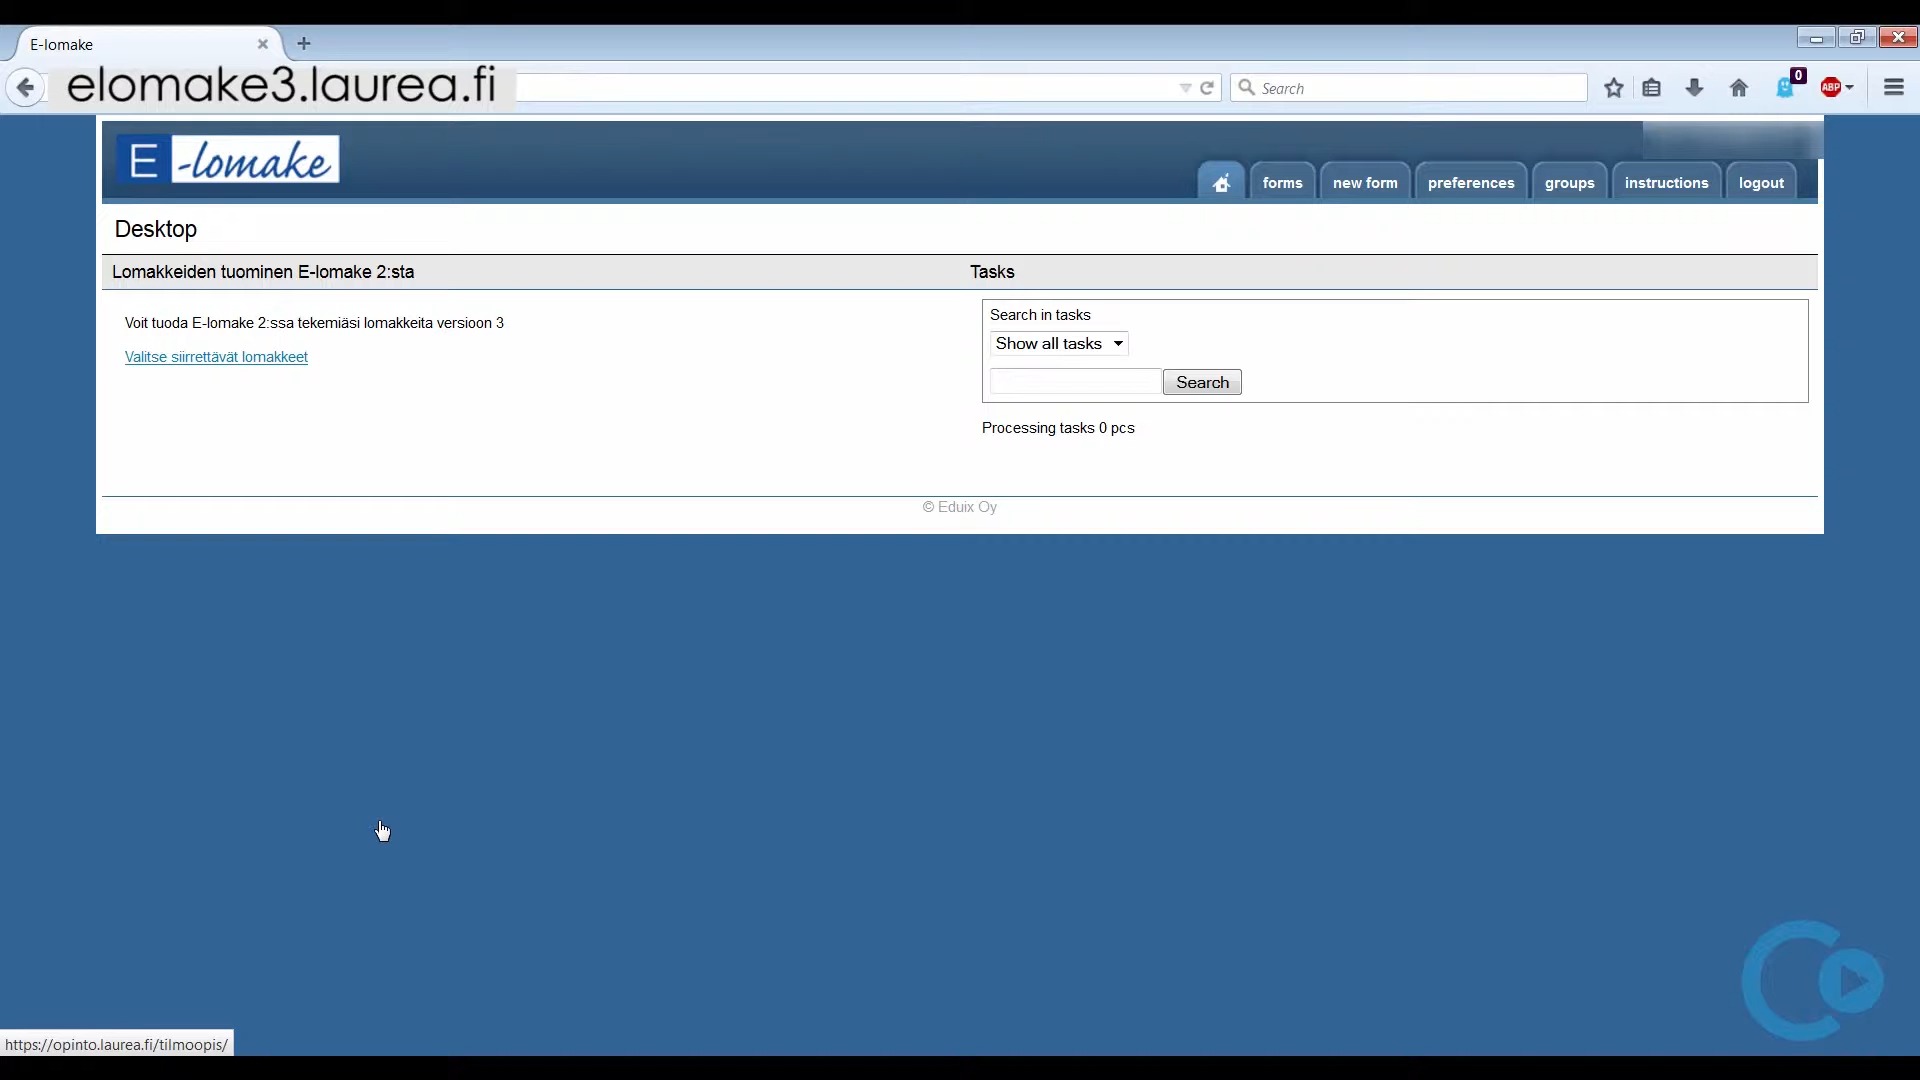 E-lomake
elomake3.laurea.fi
Search
0
ABP
E-lomake
forms
new form
preferences
groups
instructions
logout
Desktop
Lomakkeiden tuominen E-lomake 2:sta
Tasks
Voit tuoda E-lomake 2:ssa tekemiäsi lomakkeita versioon 3
Valitse siirrettävät lomakkeet
Search in tasks
Show all tasks
Search
Processing tasks 0 pcs
© Eduix Oy
https://opinto.laurea.fi/tilmoopis/